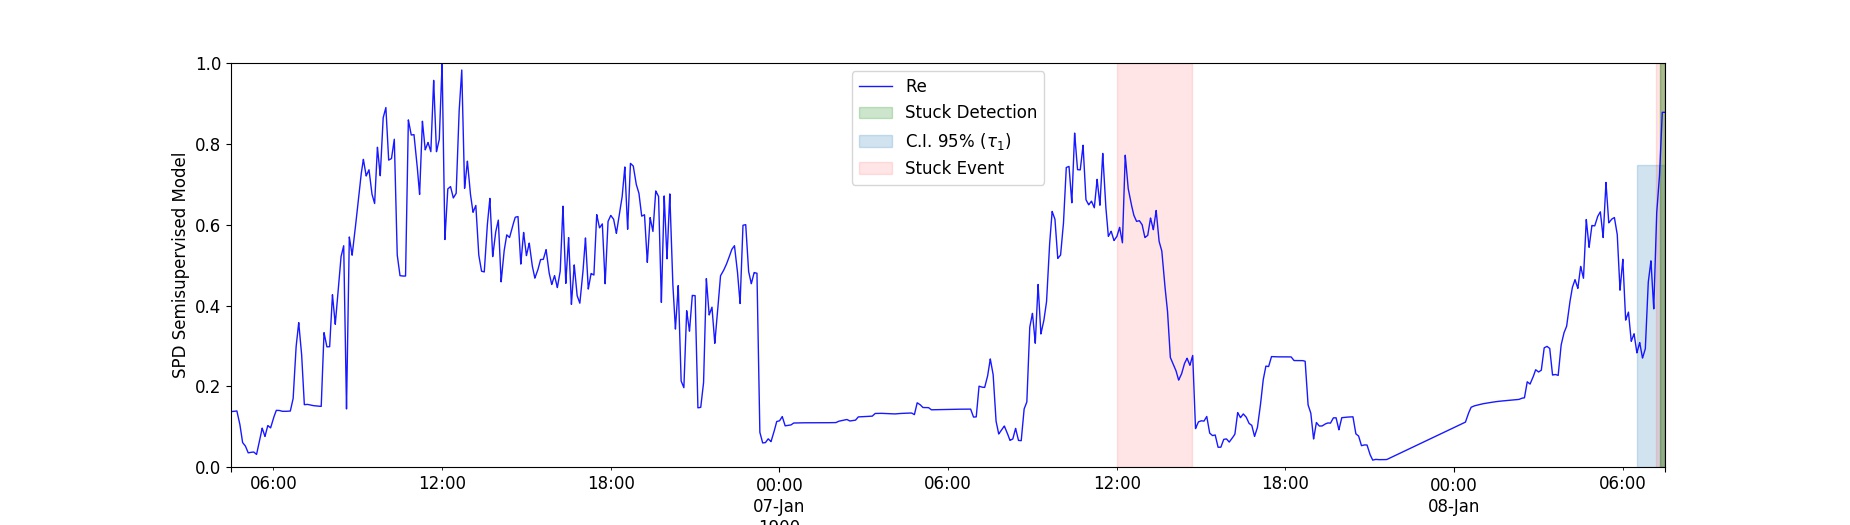 SPD Semisupervised Model
1.0
0.8
0.6
0.4
0.2
0.0
Re
Stuck Detection
C.I. 95% (τ₁)
Stuck Event
06:00 12:00 18:00 00:00 06:00 12:00 18:00 00:00 06:00
07-Jan 08-Jan
1900